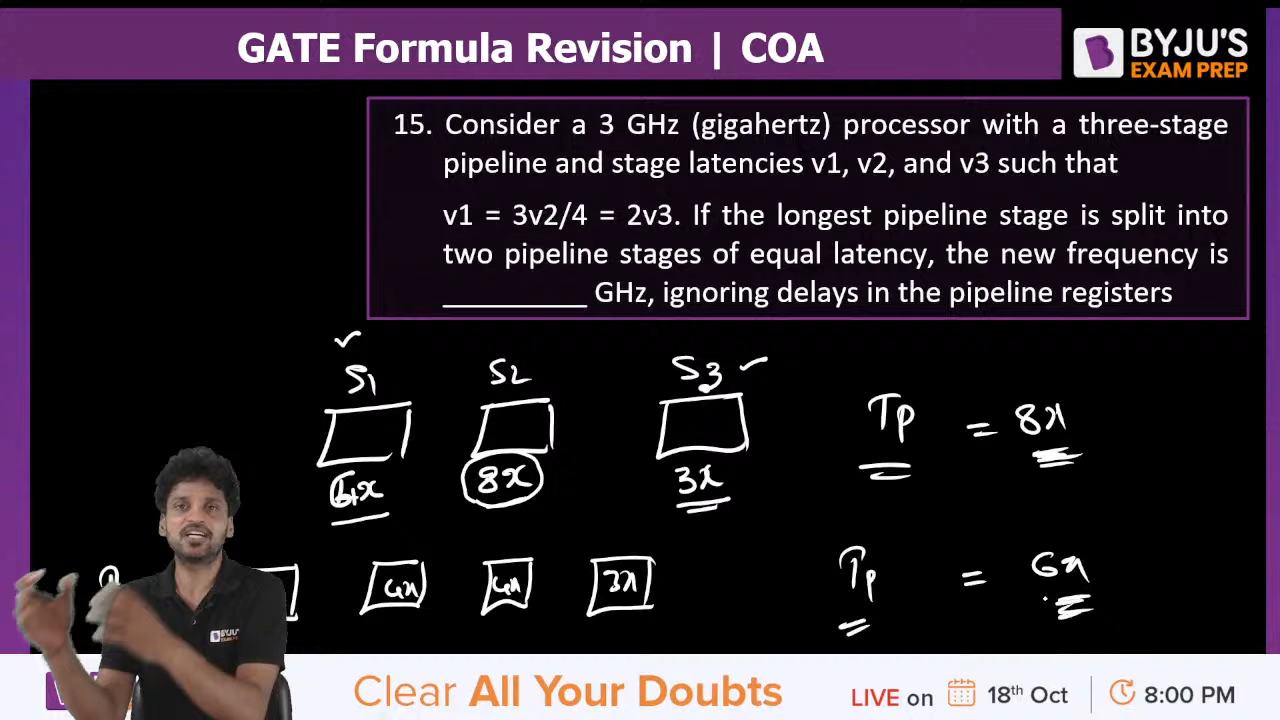 GATE Formula Revision | COA
BYJU'S
EXAM PREP
15. Consider a 3 GHz (gigahertz) processor with a three-stage
pipeline and stage latencies v1, v2, and v3 such that
v1 = 3v2/4 = 2v3. If the longest pipeline stage is split into
two pipeline stages of equal latency, the new frequency is
_________ GHz, ignoring delays in the pipeline registers
S1 S2 S3
6x 8x 3x
Tp = 8x
4x 4x 3x
Tp = 6x
BYJU'S
Clear All Your Doubts
LIVE on 18th Oct 8:00 PM